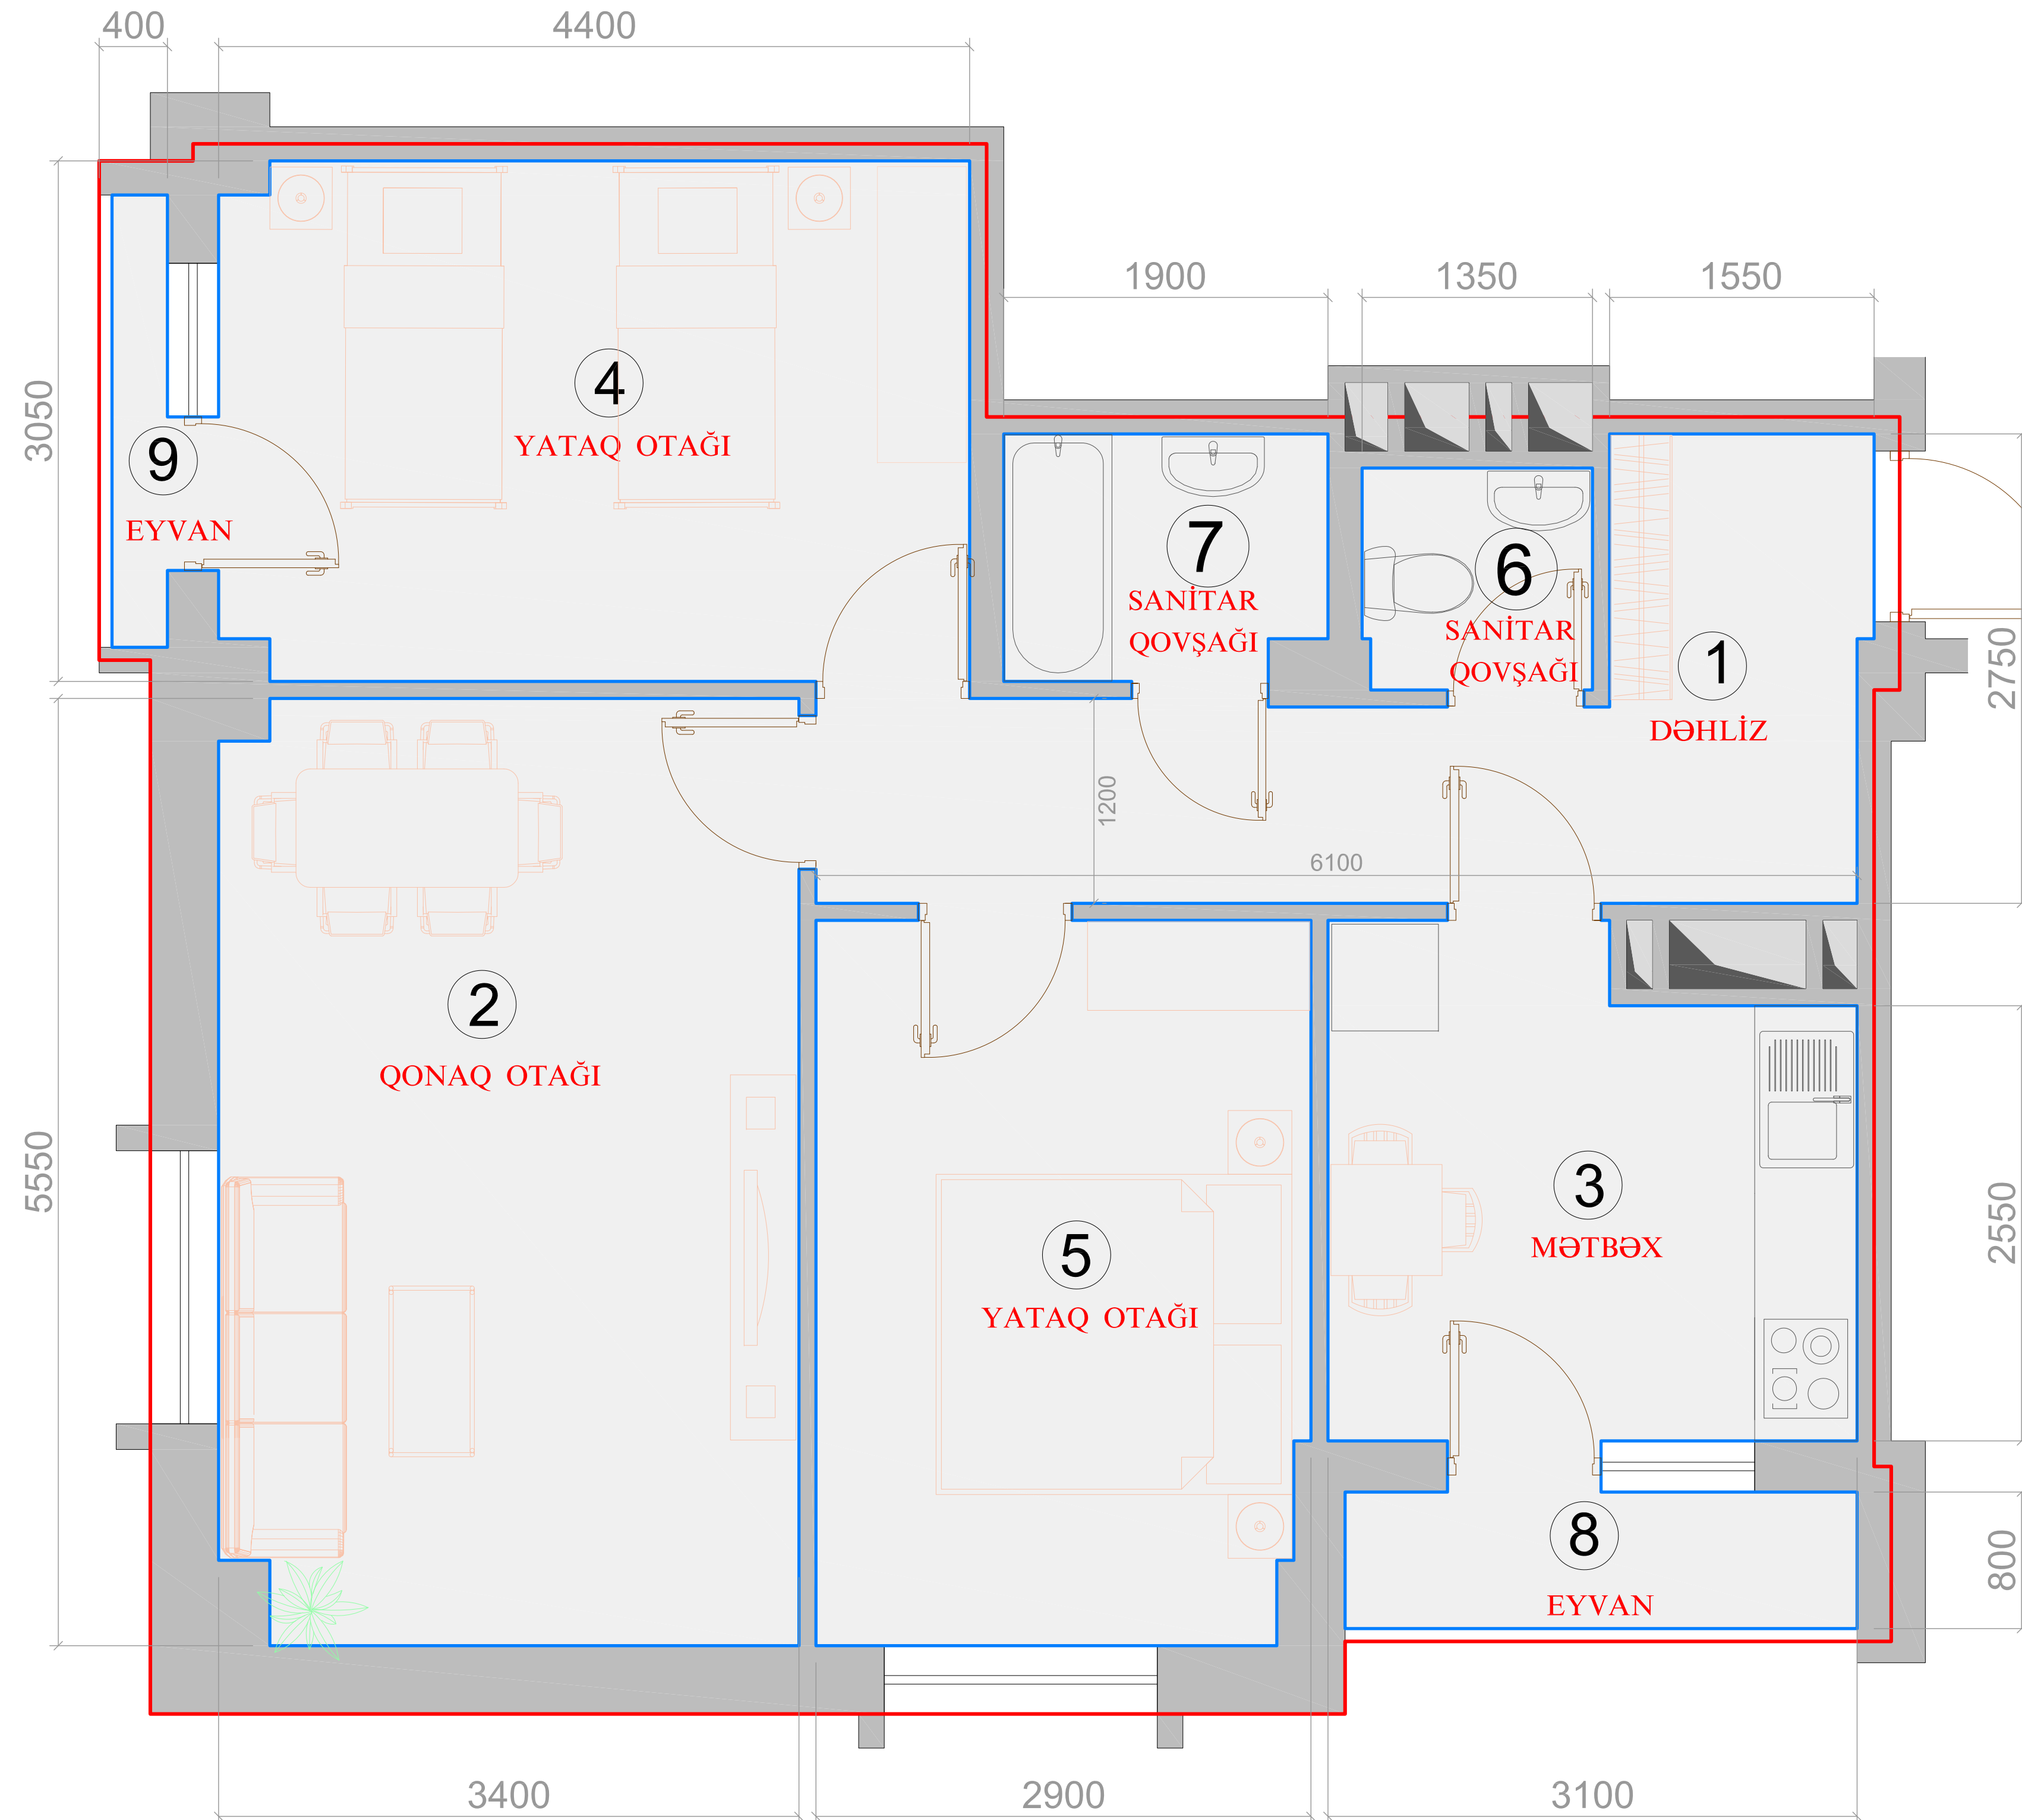 400
4400
1900
1350
1550
3050
4
YATAQ OTAĞI
9
EYVAN
7
SANİTAR
QOVŞAĞI
6
SANİTAR
QOVŞAĞI
1
DƏHLİZ
2750
1200
6100
2
QONAQ OTAĞI
5550
5
YATAQ OTAĞI
3
MƏTBƏX
2550
8
EYVAN
800
3400
2900
3100